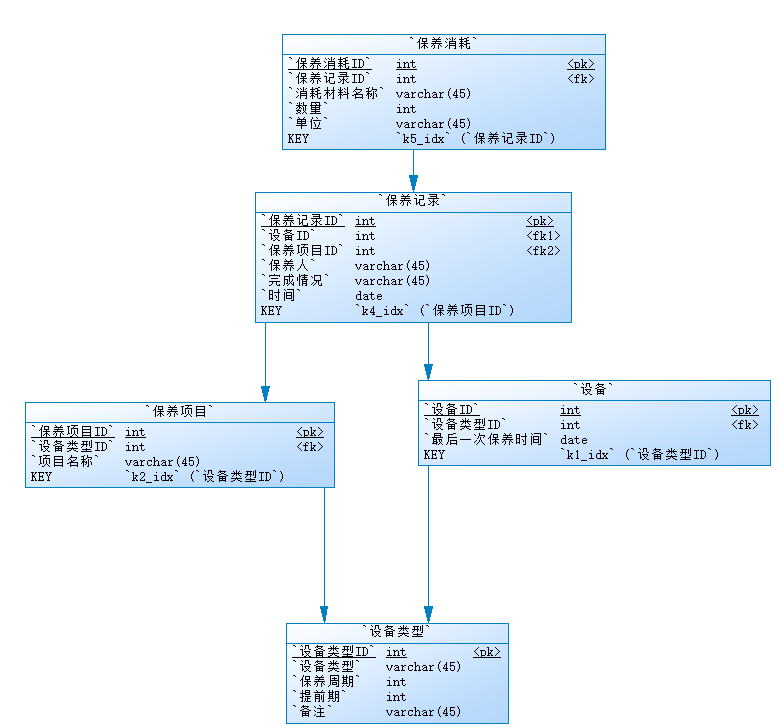 `保养消耗`
`保养消耗ID` int <pk>
`保养记录ID` int <fk>
`消耗材料名称` varchar(45)
`数量` int
`单位` varchar(45)
KEY `k5_idx` (`保养记录ID`)
`保养记录`
`保养记录ID` int <pk>
`设备ID` int <fk1>
`保养项目ID` int <fk2>
`保养人` varchar(45)
`完成情况` varchar(45)
`时间` date
KEY `k4_idx` (`保养项目ID`)
`保养项目`
`保养项目ID` int <pk>
`设备类型ID` int <fk>
`项目名称` varchar(45)
KEY `k2_idx` (`设备类型ID`)
`设备`
`设备ID` int <pk>
`设备类型ID` int <fk>
`最后一次保养时间` date
KEY `k1_idx` (`设备类型ID`)
`设备类型`
`设备类型ID` int <pk>
`设备类型` varchar(45)
`保养周期` int
`提前期` int
`备注` varchar(45)